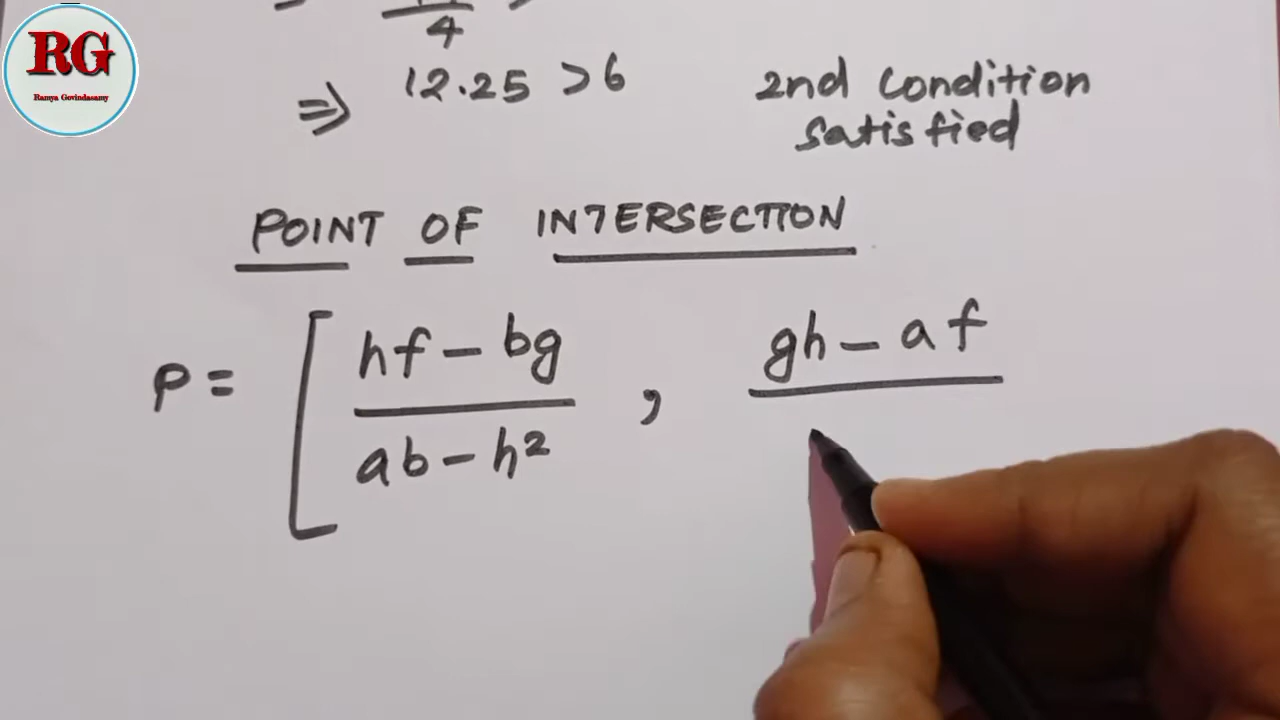 RG
Ramya Govindasamy
4
⇒ 12.25 > 6 2nd condition
satisfied
POINT OF INTERSECTION
P = [ hf - bg / ab - h² , gh - af /